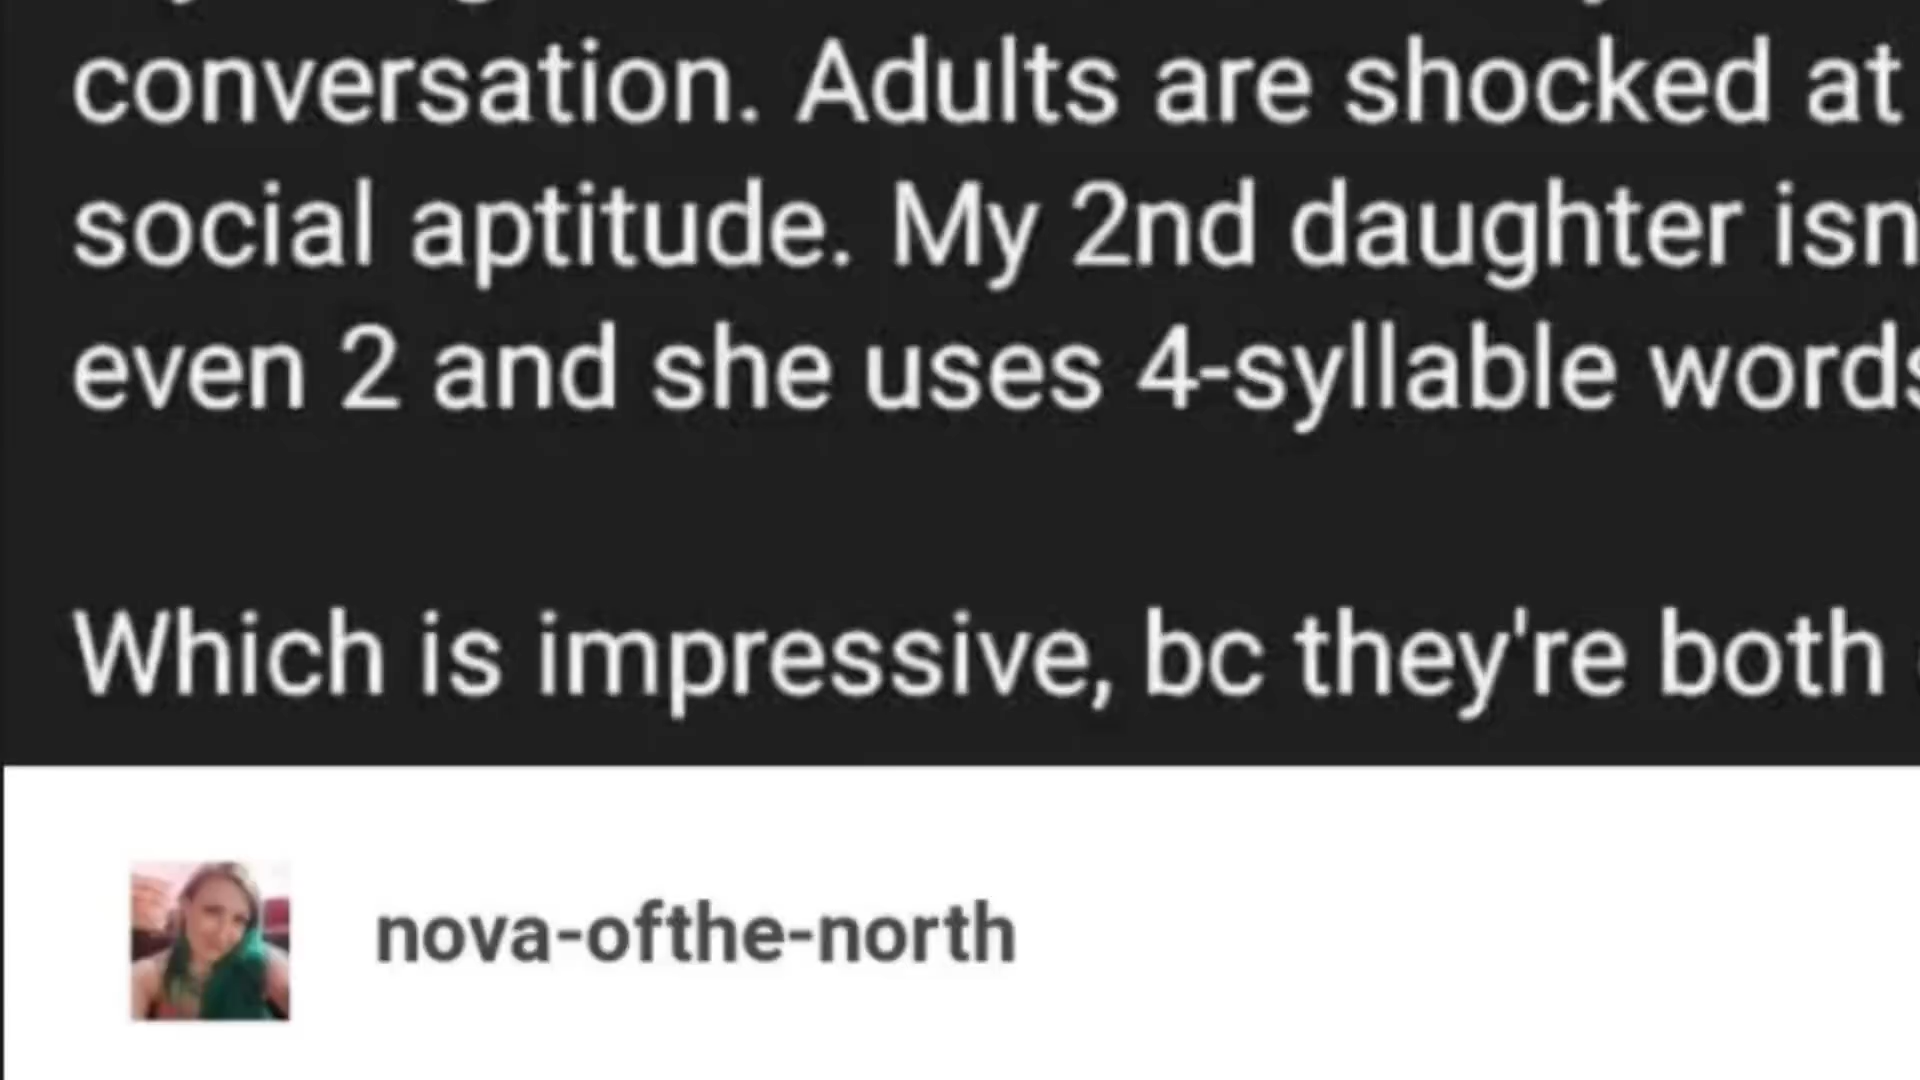 conversation. Adults are shocked at
social aptitude. My 2nd daughter isn'
even 2 and she uses 4-syllable words
Which is impressive, bc they're both
nova-ofthe-north